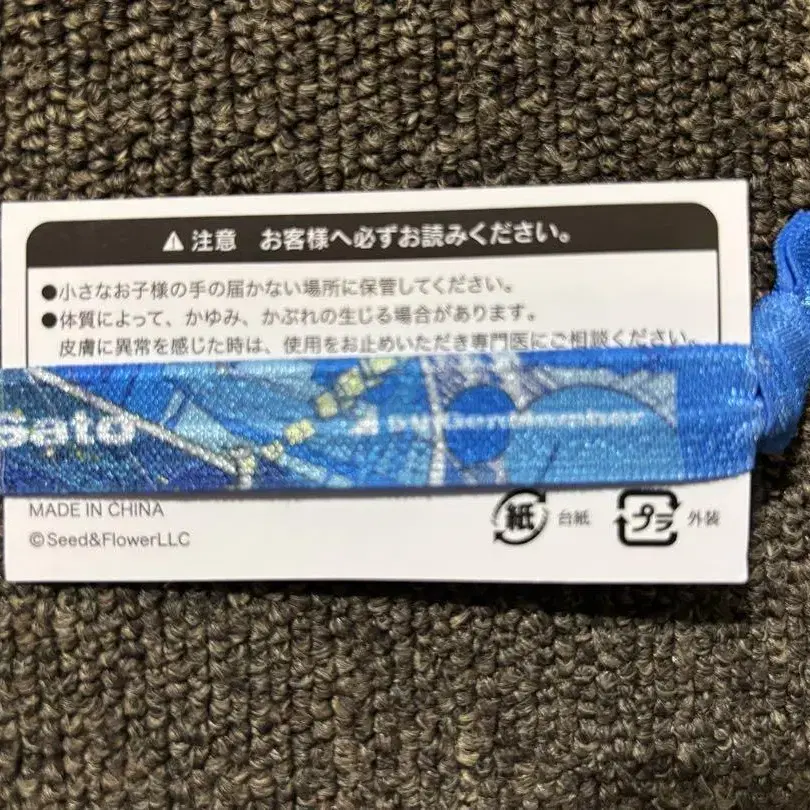 注意 お客様へ必ずお読みください。
●小さなお子様の手の届かない場所に保管してください。
●体質によって、かゆみ、かぶれの生じる場合があります。
皮膚に異常を感じた時は、使用をお止めいただき専門医にご相談ください。
sato
MADE IN CHINA
©Seed&FlowerLLC
紙 台紙 プラ 外装